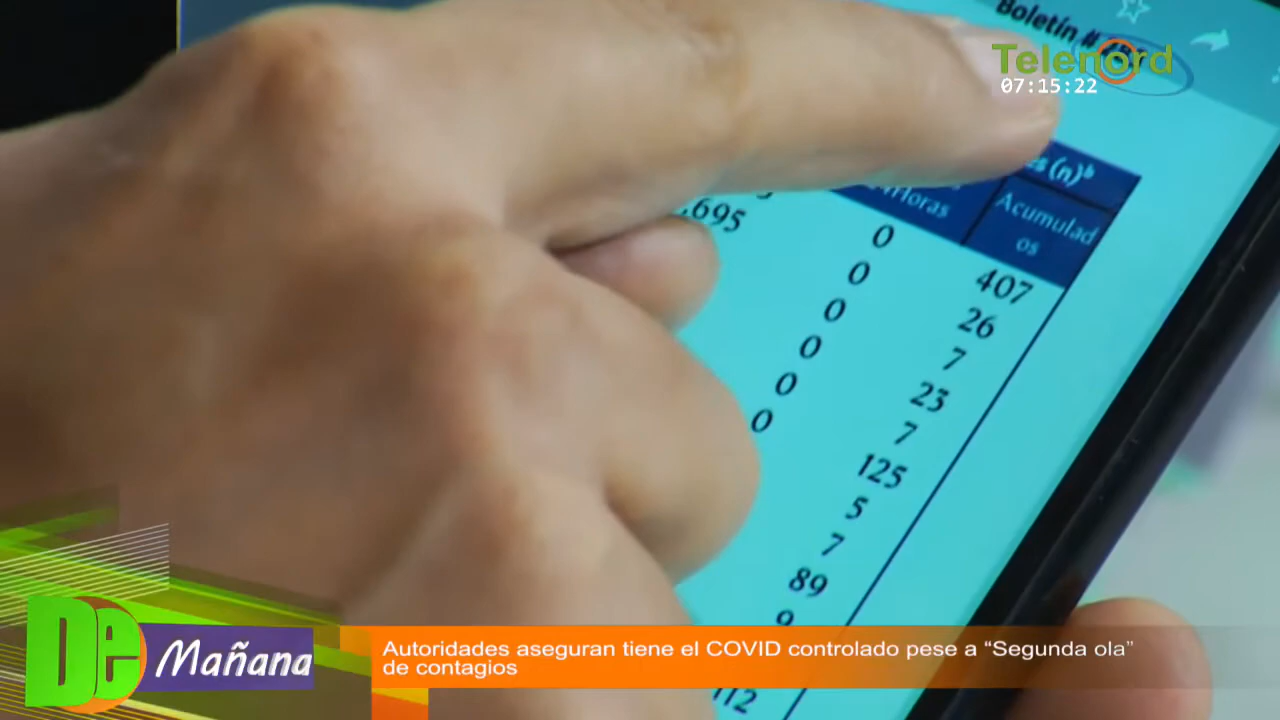 Boletín #
Telenord
07:15:22
(n)b
Horas
Acumulad
os
695
0
407
0
26
0
7
0
23
0
7
0
125
5
7
89
112
De
Mañana
Autoridades aseguran tiene el COVID controlado pese a “Segunda ola”
de contagios